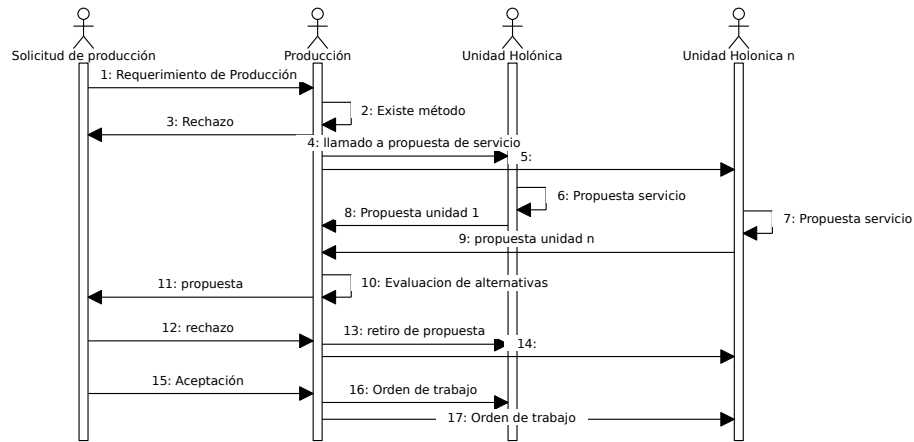 Solicitud de producción
Producción
Unidad Holónica
Unidad Holonica n
1: Requerimiento de Producción
2: Existe método
3: Rechazo
4: llamado a propuesta de servicio
5:
6: Propuesta servicio
7: Propuesta servicio
8: Propuesta unidad 1
9: propuesta unidad n
10: Evaluacion de alternativas
11: propuesta
12: rechazo
13: retiro de propuesta
14:
15: Aceptación
16: Orden de trabajo
17: Orden de trabajo